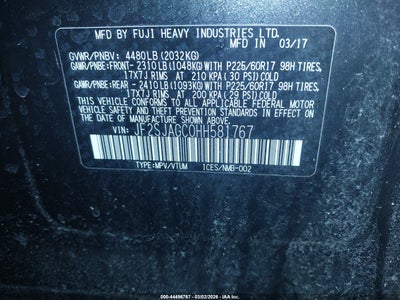 MFD. BY FUJI HEAVY INDUSTRIES LTD.
MADE IN 03/17
GVWR/PNBV: 4480LB (2032KG)
GAWR/PNBE:FRONT- 2310LB(1048KG) WITH P225/60R17 98H TIRES,
17X7J RIMS AT 210 KPA (30 PSI) COLD
GAWR/PNBE:REAR - 2410LB(1093KG) WITH P225/60R17 98H TIRES,
17X7J RIMS AT 200 KPA (29 PSI) COLD
THIS VEHICLE CONFORMS TO ALL APPLICABLE FEDERAL MOTOR
VEHICLE SAFETY AND THEFT PREVENTION STANDARDS IN
EFFECT ON THE DATE OF MANUFACTURE SHOWN ABOVE.
VIN: JF2SJAGC0HH581767
TYPE:MPV/VTUM ICES/NMB-002
000-44496767 - 03/02/2026 - IAA Inc.